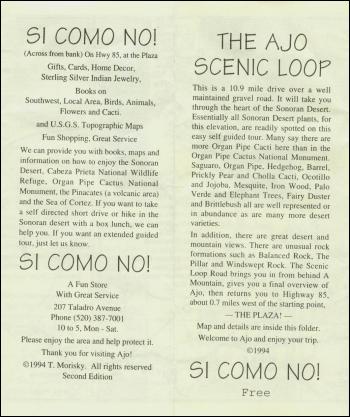 SI COMO NO!
(Across from bank) On Hwy 85, at the Plaza
Gifts, Cards, Home Decor,
Sterling Silver Indian Jewelry,
Books on
Southwest, Local Area, Birds, Animals,
Flowers and Cacti.
and U.S.G.S. Topographic Maps
Fun Shopping, Great Service
We can provide you with books, maps and
information on how to enjoy the Sonoran
Desert, Cabeza Prieta National Wildlife
Refuge, Organ Pipe Cactus National
Monument, the Pinacates (a volcanic area)
and the Sea of Cortez. If you want to take
a self directed short drive or hike in the
Sonoran desert with a box lunch, we can
help you. If you want an extended guided
tour, just let us know.
SI COMO NO!
A Fun Store
With Great Service
207 Taladro Avenue
Phone (520) 387-7001
10 to 5, Mon - Sat.
Please enjoy the area and help protect it.
Thank you for visiting Ajo!
©1994 T. Morisky. All rights reserved
Second Edition
THE AJO
SCENIC LOOP
This is a 10.9 mile drive over a well
maintained gravel road. It will take you
through the heart of the Sonoran Desert.
Essentially all Sonoran Desert plants, for
this elevation, are readily spotted on this
easy self guided tour. Many say there are
more Organ Pipe Cacti here than in the
Organ Pipe Cactus National Monument.
Saguaro, Organ Pipe, Hedgehog, Barrel,
Prickly Pear and Cholla Cacti, Ocotillo
and Jojoba, Mesquite, Iron Wood, Palo
Verde and Elephant Trees, Fairy Duster
and Brittlebush all are well represented or
in abundance as are many more desert
varieties.
In addition, there are great desert and
mountain views. There are unusual rock
formations such as Balanced Rock, The
Pillar and Windswept Rock. The Scenic
Loop Road brings you in from behind A
Mountain, gives you a final overview of
Ajo, then returns you to Highway 85,
about 0.7 miles west of the starting point,
— THE PLAZA! —
Map and details are inside this folder.
Welcome to Ajo and enjoy your trip.
©1994
SI COMO NO!
Free